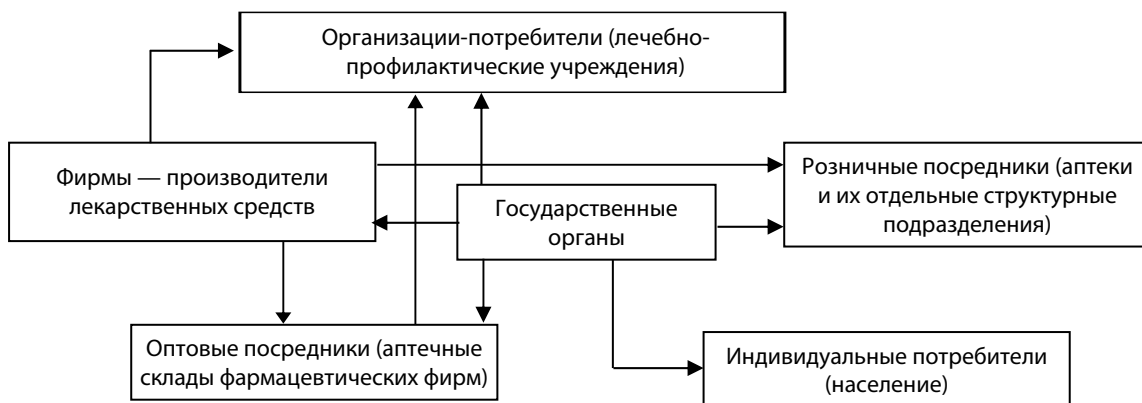 Организации-потребители (лечебно-
профилактические учреждения)
Фирмы — производители
лекарственных средств
Государственные
органы
Розничные посредники (аптеки
и их отдельные структурные
подразделения)
Оптовые посредники (аптечные
склады фармацевтических фирм)
Индивидуальные потребители
(население)